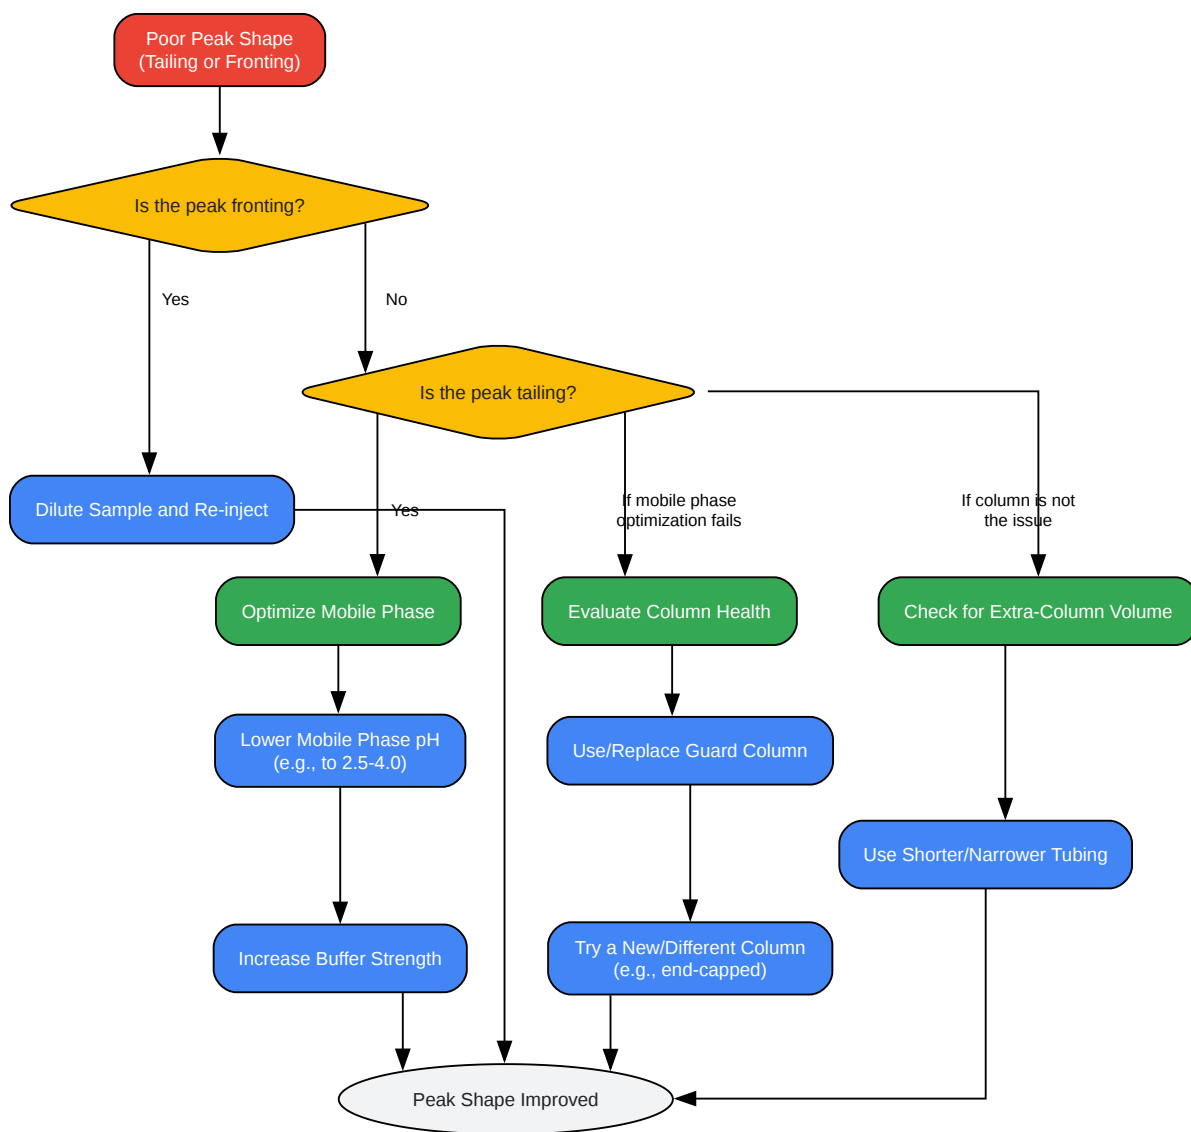 Poor Peak Shape
(Tailing or Fronting)
Is the peak fronting?
Yes
No
Is the peak tailing?
Dilute Sample and Re-inject
Yes
If mobile phase
optimization fails
If column is not
the issue
Optimize Mobile Phase
Evaluate Column Health
Check for Extra-Column Volume
Lower Mobile Phase pH
(e.g., to 2.5-4.0)
Use/Replace Guard Column
Use Shorter/Narrower Tubing
Increase Buffer Strength
Try a New/Different Column
(e.g., end-capped)
Peak Shape Improved